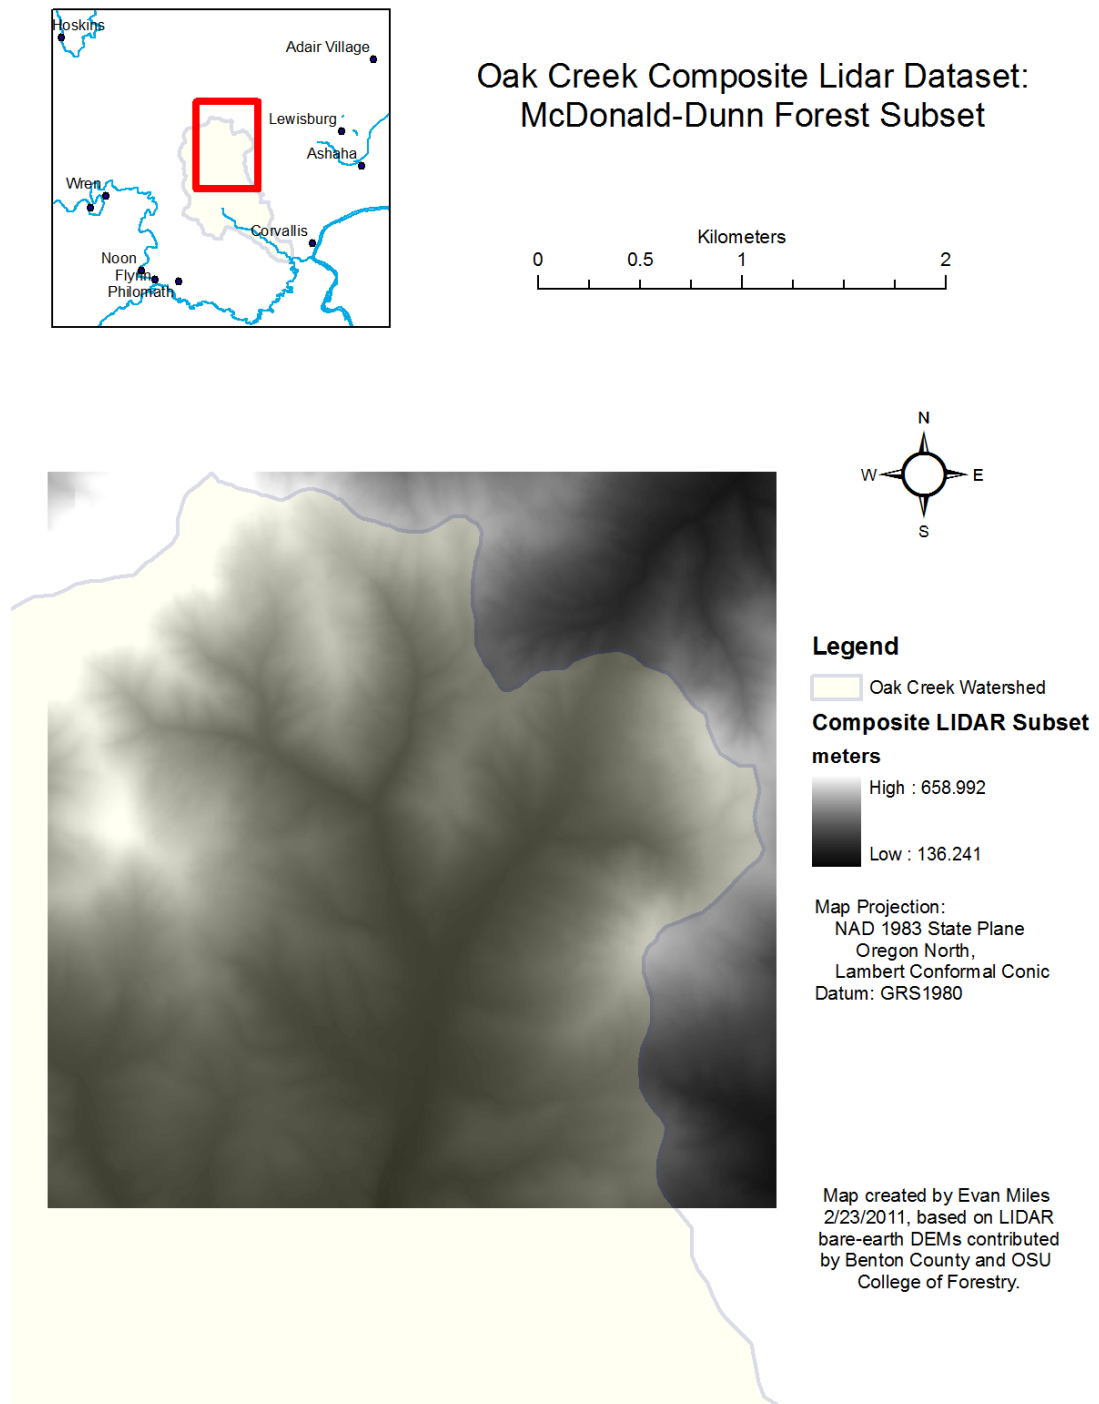 Hoskins
Adair Village
Lewisburg
Ashaha
Wren
Corvallis
Noon
Flynn
Philomath
Oak Creek Composite Lidar Dataset:
McDonald-Dunn Forest Subset
Kilometers
0 0.5 1 2
N
W E
S
Legend
Oak Creek Watershed
Composite LIDAR Subset
meters
High : 658.992
Low : 136.241
Map Projection:
NAD 1983 State Plane
Oregon North,
Lambert Conformal Conic
Datum: GRS1980
Map created by Evan Miles
2/23/2011, based on LIDAR
bare-earth DEMs contributed
by Benton County and OSU
College of Forestry.